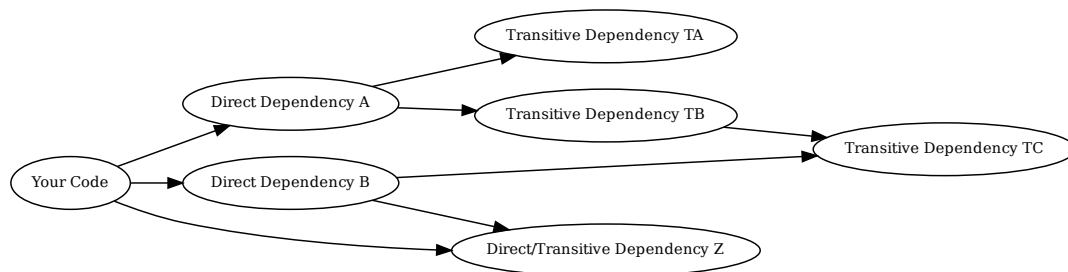 Transitive Dependency TA
Direct Dependency A
Transitive Dependency TB
Transitive Dependency TC
Your Code
Direct Dependency B
Direct/Transitive Dependency Z